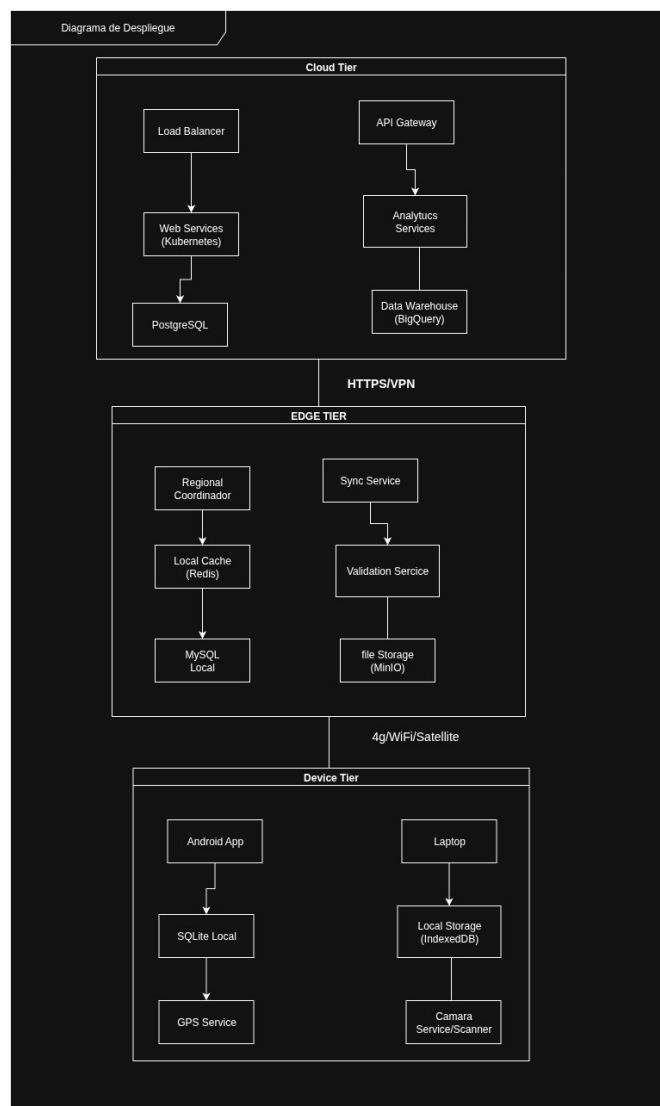 Diagrama de Despliegue
Cloud Tier
Load Balancer
API Gateway
Web Services
(Kubernetes)
Analytucs
Services
PostgreSQL
Data Warehouse
(BigQuery)
HTTPS/VPN
EDGE TIER
Regional
Coordinador
Sync Service
Local Cache
(Redis)
Validation Sercice
MySQL
Local
file Storage
(MinIO)
4g/WiFi/Satellite
Device Tier
Android App
Laptop
SQLite Local
Local Storage
(IndexedDB)
GPS Service
Camara
Service/Scanner